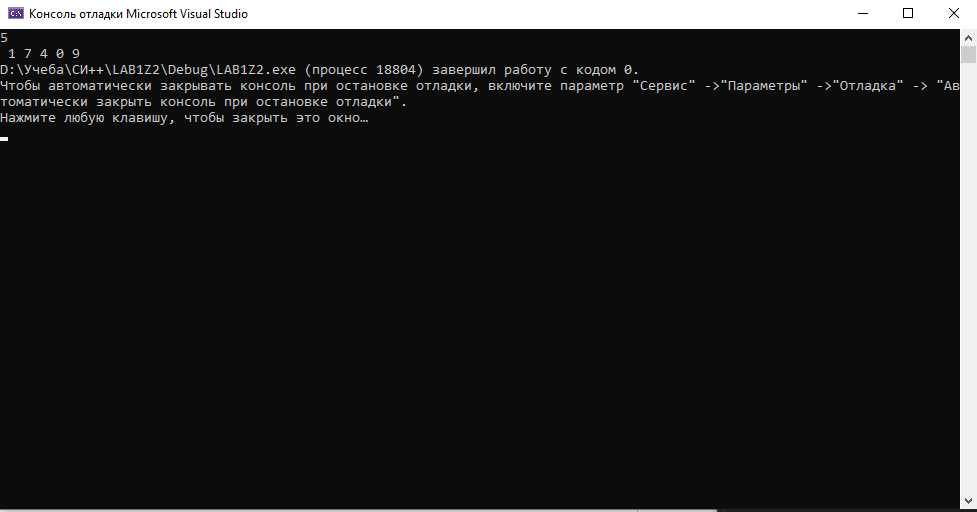 Консоль отладки Microsoft Visual Studio
5
1 7 4 0 9
D:\Учеба\СИ++\LAB1Z2\Debug\LAB1Z2.exe (процесс 18804) завершил работу с кодом 0.
Чтобы автоматически закрывать консоль при остановке отладки, включите параметр "Сервис" ->"Параметры" ->"Отладка" -> "Ав
томатически закрыть консоль при остановке отладки".
Нажмите любую клавишу, чтобы закрыть это окно…